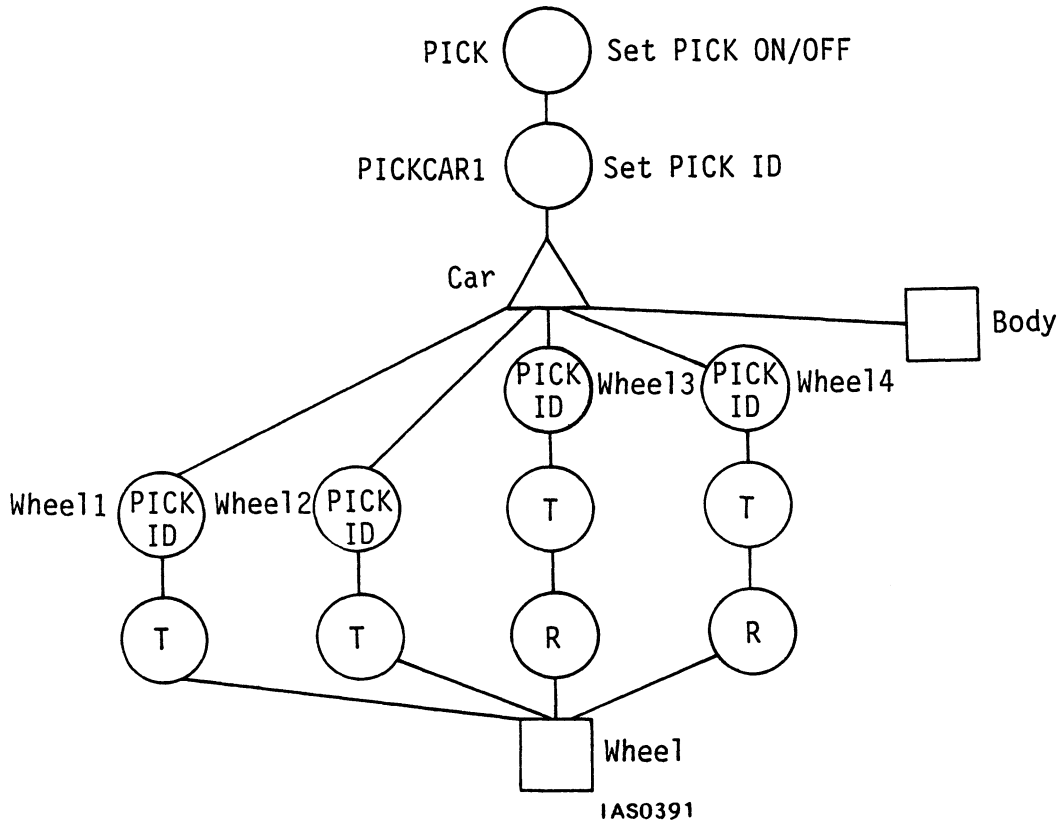 PICK Set PICK ON/OFF
PICKCAR1 Set PICK ID
Car
Body
PICK ID Wheel3 PICK ID Wheel4
Wheel1 PICK ID Wheel2 PICK ID
T T
T T R R
Wheel
IAS0391